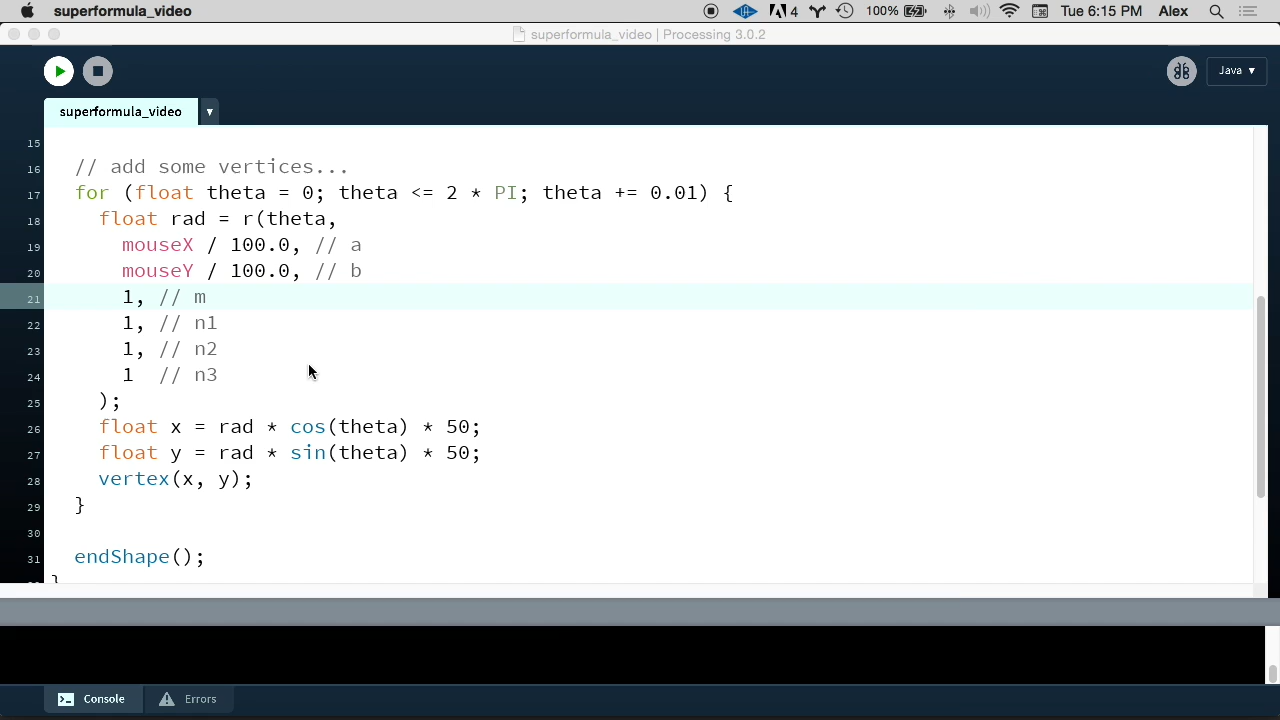 superformula_video
4
100%
Tue 6:15 PM Alex
superformula_video | Processing 3.0.2
Java ▾
superformula_video ▾
15
16 // add some vertices...
17 for (float theta = 0; theta <= 2 * PI; theta += 0.01) {
18 float rad = r(theta,
19 mouseX / 100.0, // a
20 mouseY / 100.0, // b
21 1, // m
22 1, // n1
23 1, // n2
24 1 // n3
25 );
26 float x = rad * cos(theta) * 50;
27 float y = rad * sin(theta) * 50;
28 vertex(x, y);
29 }
30
31 endShape();
}
Console Errors